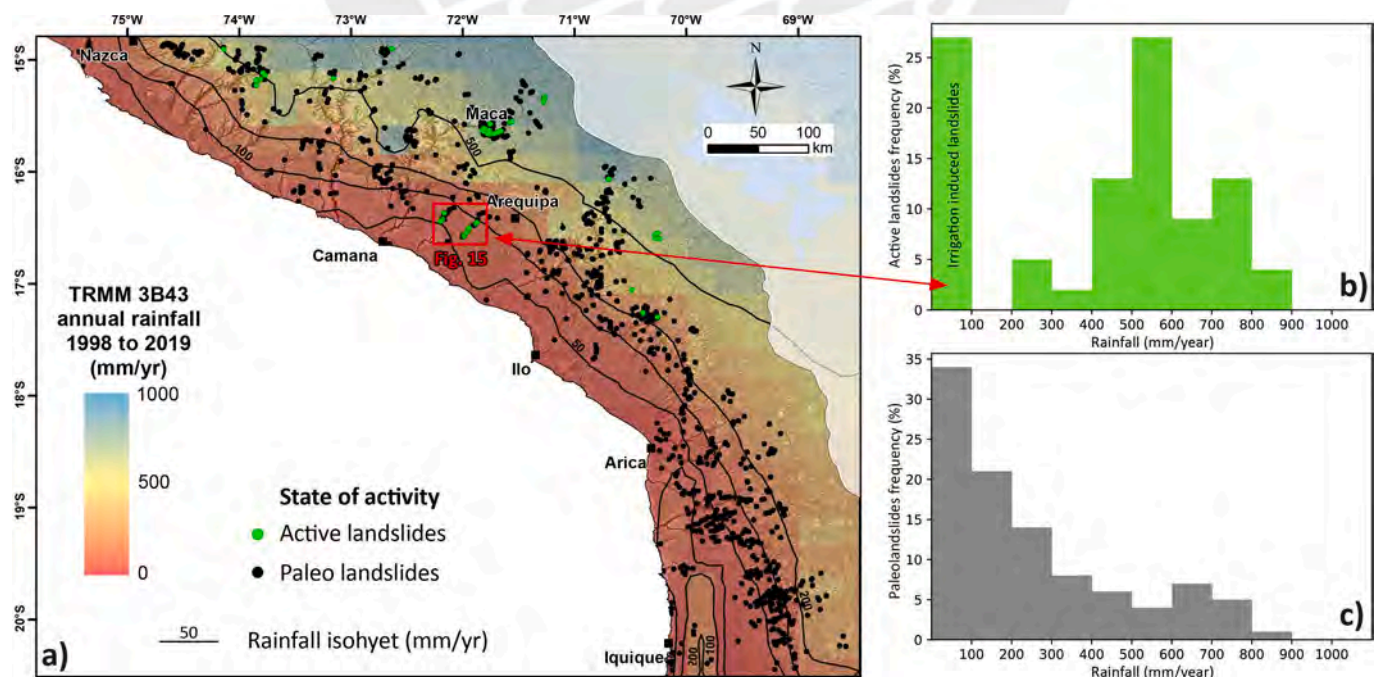 75°W 74°W 73°W 72°W 71°W 70°W 69°W
15°S
16°S
17°S
18°S
19°S
20°S
Nazca
N
Maca
0 50 100
km
500
100
Arequipa
Camana
Fig. 15
Ilo
50
Arica
200
Iquique
200
100
TRMM 3B43
annual rainfall
1998 to 2019
(mm/yr)
1000
500
0
State of activity
Active landslides
Paleo landslides
50
Rainfall isohyet (mm/yr)
a)
Active landslides frequency (%)
25
20
15
10
5
0
Irrigation induced landslides
b)
100 200 300 400 500 600 700 800 900 1000
Rainfall (mm/year)
Paleolandslides frequency (%)
35
30
25
20
15
10
5
0
c)
100 200 300 400 500 600 700 800 900 1000
Rainfall (mm/year)